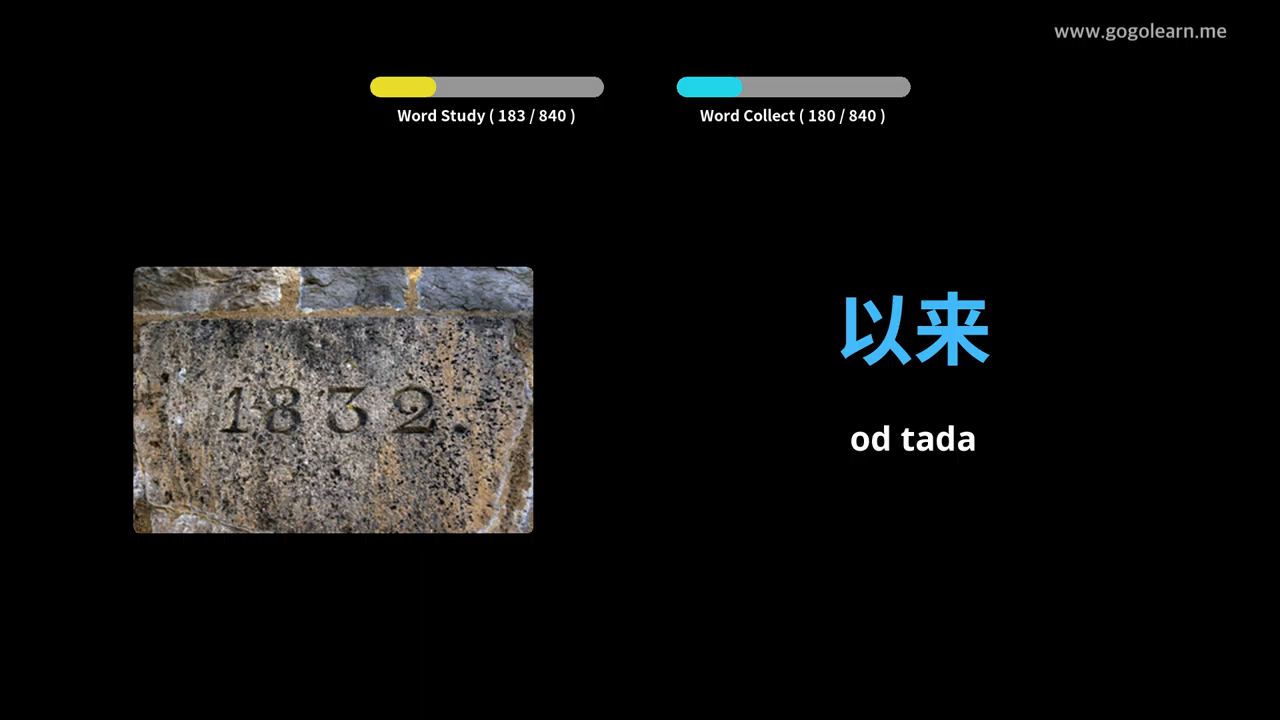 www.gogolearn.me
Word Study ( 183 / 840 )
Word Collect ( 180 / 840 )
1832.
以来
od tada